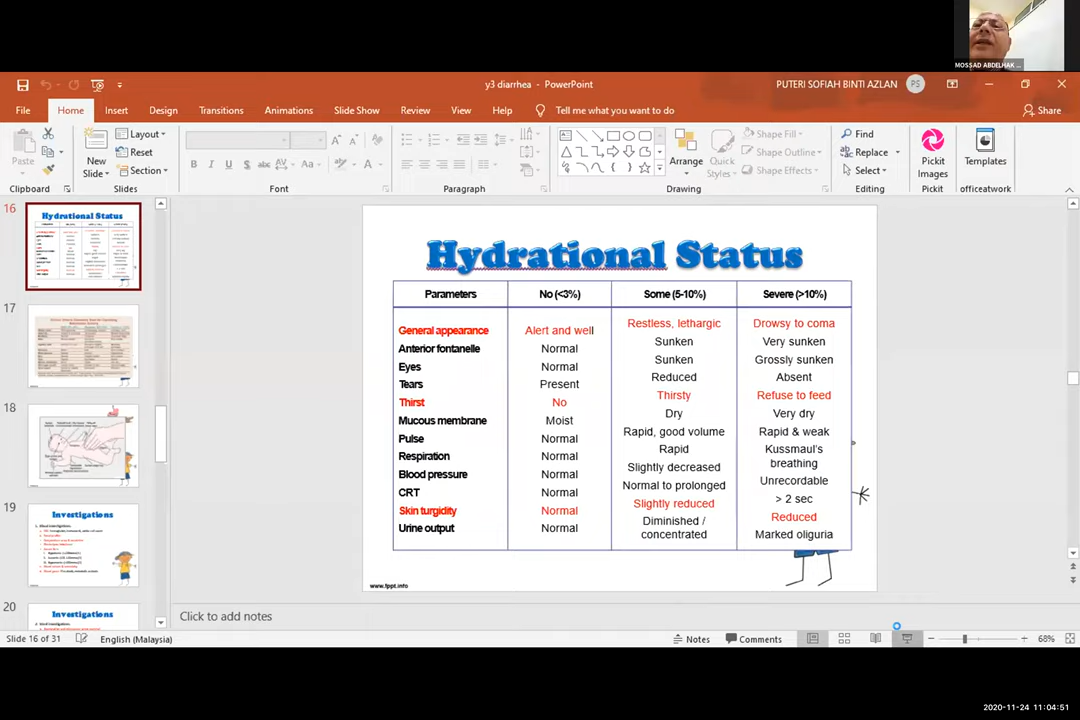 MOSSAD ABDELHAK ...
y3 diarrhea - PowerPoint
PUTERI SOFIAH BINTI AZLAN
PS
File
Home
Insert
Design
Transitions
Animations
Slide Show
Review
View
Help
Tell me what you want to do
Share
Paste
New
Slide
Layout
Reset
Section
Shape Fill
Shape Outline
Shape Effects
Arrange
Quick
Styles
Find
Replace
Select
Pickit
Images
Templates
Clipboard
Slides
Font
Paragraph
Drawing
Editing
Pickit
officeatwork
16
Hydrational Status
17
18
19
Investigations
20
Investigations
Hydrational Status
Parameters No (<3%) Some (5-10%) Severe (>10%)
General appearance Alert and well Restless, lethargic Drowsy to coma
Anterior fontanelle Normal Sunken Very sunken
Eyes Normal Sunken Grossly sunken
Tears Present Reduced Absent
Thirst No Thirsty Refuse to feed
Mucous membrane Moist Dry Very dry
Pulse Normal Rapid, good volume Rapid & weak
Respiration Normal Rapid Kussmaul's
breathing
Blood pressure Normal Slightly decreased Unrecordable
CRT Normal Normal to prolonged > 2 sec
Skin turgidity Normal Slightly reduced Reduced
Urine output Normal Diminished / Marked oliguria
concentrated
www.fppt.info
Click to add notes
Slide 16 of 31
English (Malaysia)
Notes
Comments
68%
2020-11-24 11:04:51